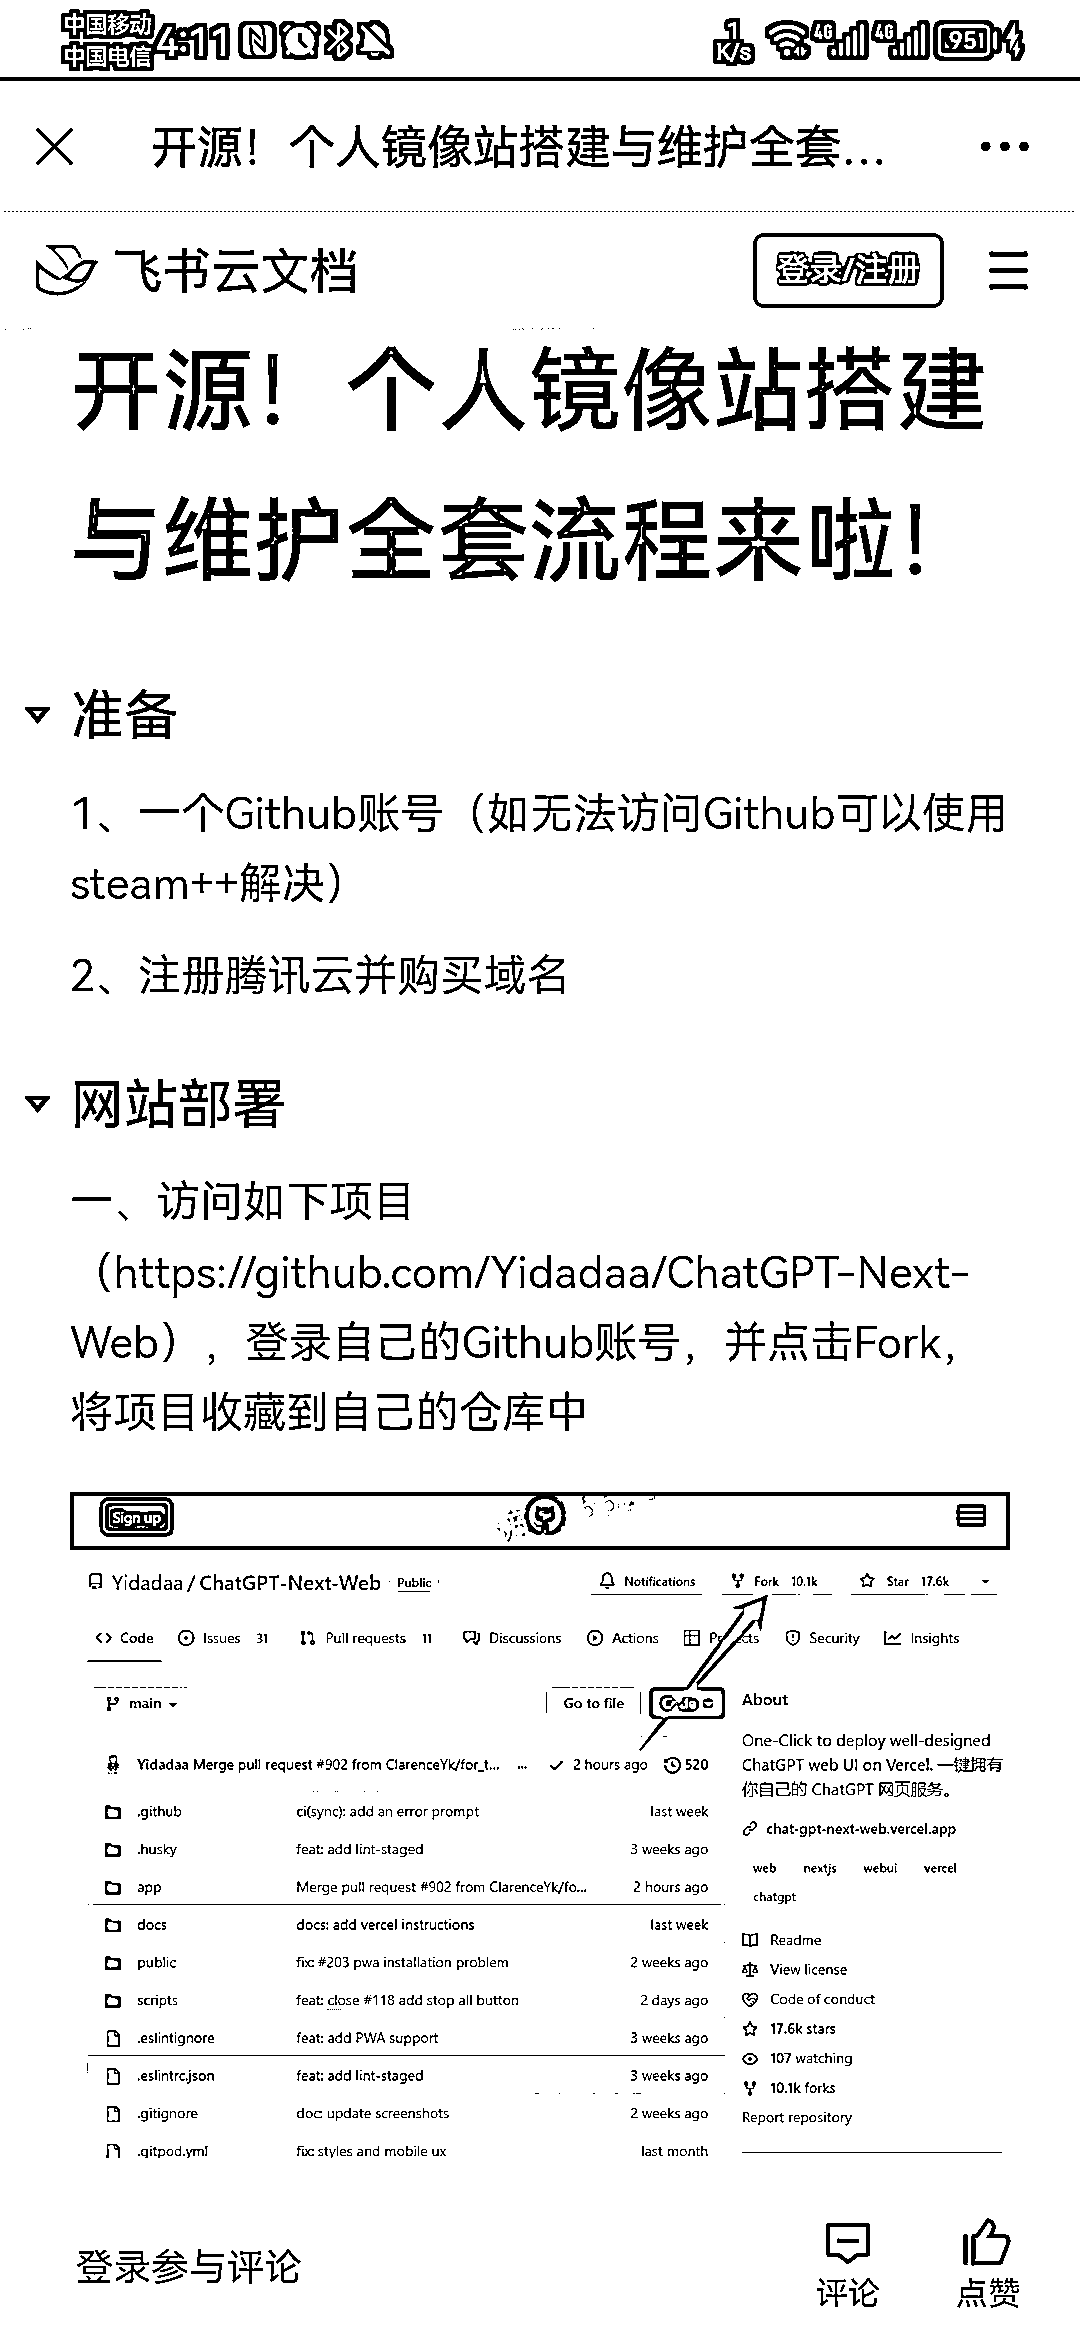 中国移动
中国电信
4:11
1
K/s
4G
4G
95
开源！个人镜像站搭建与维护全套...
飞书云文档
登录/注册
开源！个人镜像站搭建
与维护全套流程来啦！
准备
1、一个Github账号（如无法访问Github可以使用
steam++解决）
2、注册腾讯云并购买域名
网站部署
一、访问如下项目
（https://github.com/Yidadaa/ChatGPT-Next-
Web），登录自己的Github账号，并点击Fork，
将项目收藏到自己的仓库中
Sign up
Yidadaa / ChatGPT-Next-Web Public
Notifications Fork 10.1k Star 17.6k
Code Issues 31 Pull requests 11 Discussions Actions Projects Security Insights
main Go to file
About
One-Click to deploy well-designed
ChatGPT web UI on Vercel. 一键拥有
你自己的 ChatGPT 网页服务。
chat-gpt-next-web.vercel.app
web nextjs webui vercel
chatgpt
Readme
View license
Code of conduct
17.6k stars
107 watching
10.1k forks
Report repository
Yidadaa Merge pull request #902 from ClarenceYk/for_t... ... 2 hours ago 520
.github ci(sync): add an error prompt last week
.husky feat: add lint-staged 3 weeks ago
app Merge pull request #902 from ClarenceYk/fo... 2 hours ago
docs docs: add vercel instructions last week
public fix: #203 pwa installation problem 2 weeks ago
scripts feat: close #118 add stop all button 2 days ago
.eslintignore feat: add PWA support 3 weeks ago
.eslintrc.json feat: add lint-staged 3 weeks ago
.gitignore doc: update screenshots 2 weeks ago
.gitpod.yml fix: styles and mobile ux last month
登录参与评论
评论
点赞